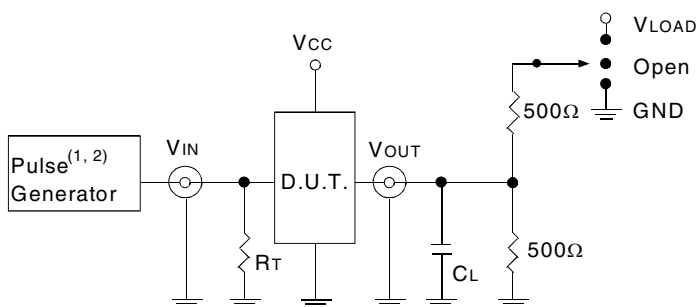 VLOAD
Open
GND
VCC
500Ω
Pulse(1, 2)
Generator
VIN
D.U.T.
VOUT
RT
CL
500Ω